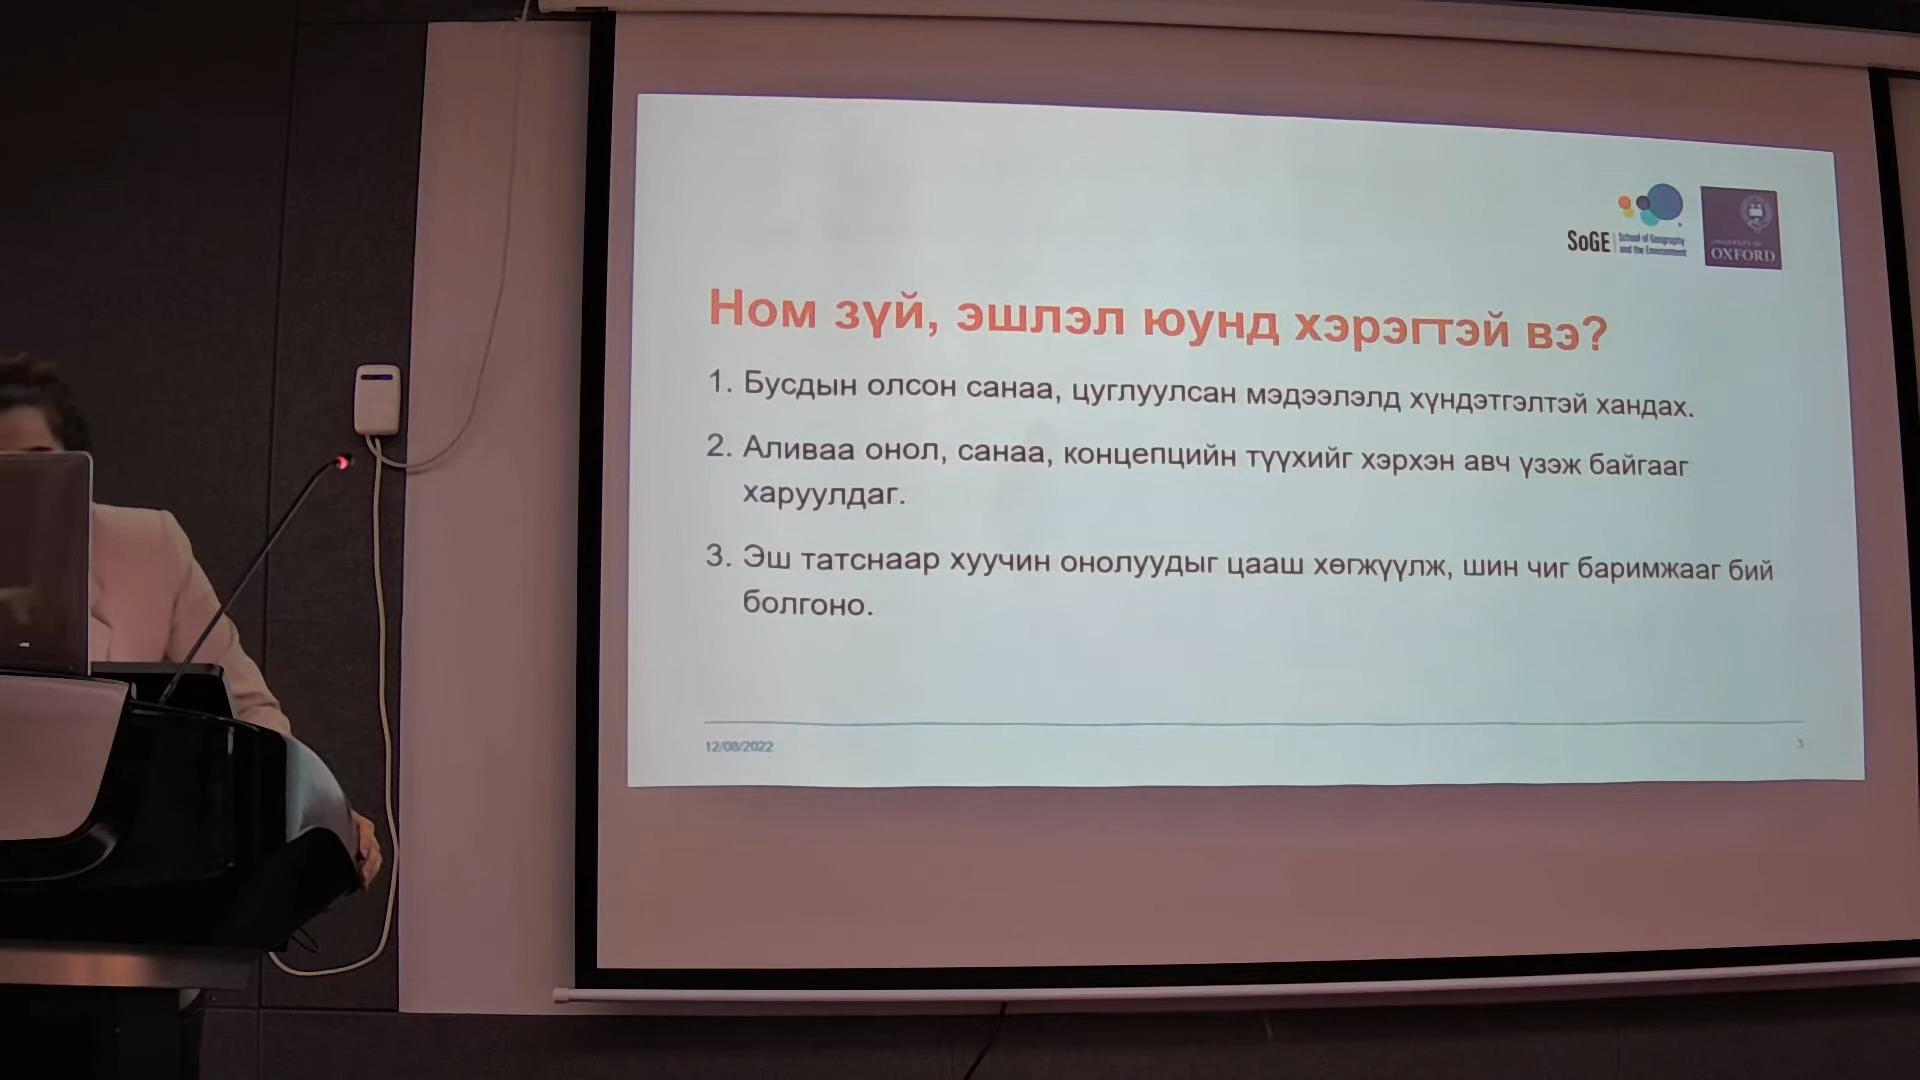 SoGE
School of Geography
and the Environment
UNIVERSITY OF
OXFORD
Ном зүй, эшлэл юунд хэрэгтэй вэ?
1. Бусдын олсон санаа, цуглуулсан мэдээлэлд хүндэтгэлтэй хандах.
2. Аливаа онол, санаа, концепцийн түүхийг хэрхэн авч үзэж байгааг
харуулдаг.
3. Эш татснаар хуучин онолуудыг цааш хөгжүүлж, шин чиг баримжааг бий
болгоно.
12/08/2022
3